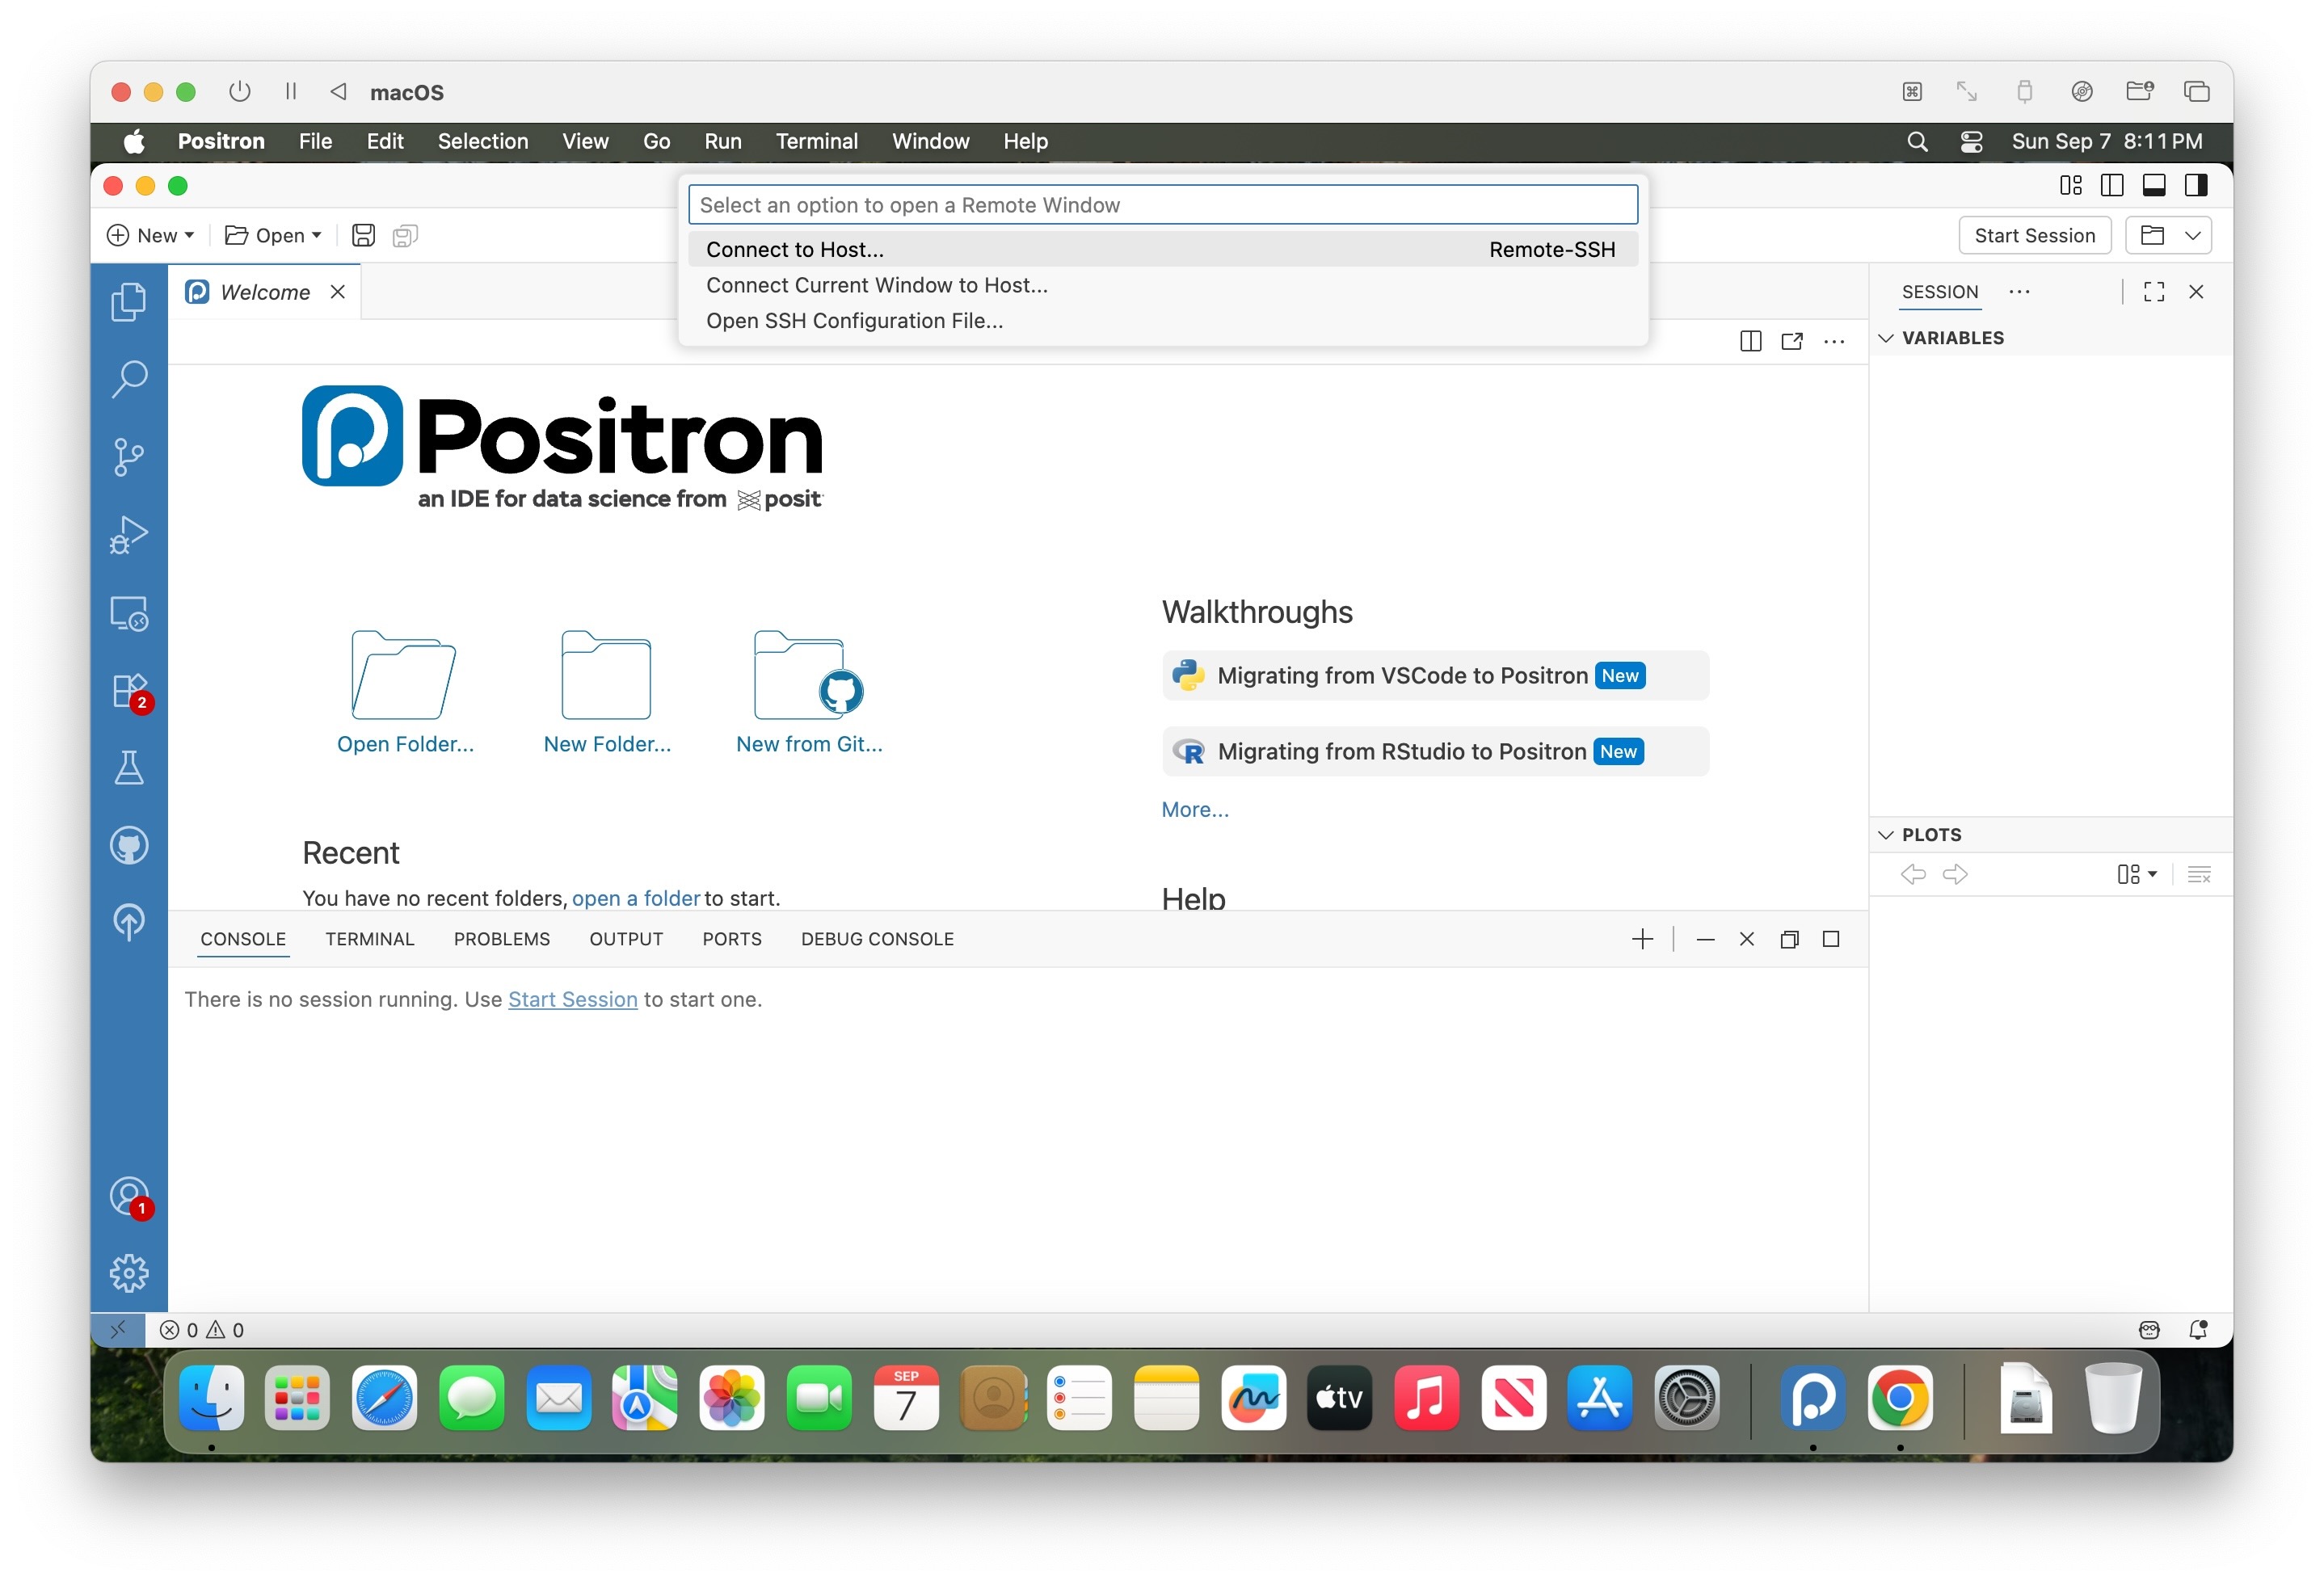 macOS
Positron File Edit Selection View Go Run Terminal Window Help Sun Sep 7 8:11 PM
Select an option to open a Remote Window
Connect to Host... Remote-SSH
Connect Current Window to Host...
Open SSH Configuration File...
New Open Start Session
Welcome
SESSION
VARIABLES
Positron
an IDE for data science from posit
Open Folder... New Folder... New from Git...
Walkthroughs
Migrating from VSCode to Positron New
Migrating from RStudio to Positron New
More...
Recent
You have no recent folders, open a folder to start.
Help
2
1
PLOTS
CONSOLE TERMINAL PROBLEMS OUTPUT PORTS DEBUG CONSOLE
There is no session running. Use Start Session to start one.
0 0
SEP
7
tv